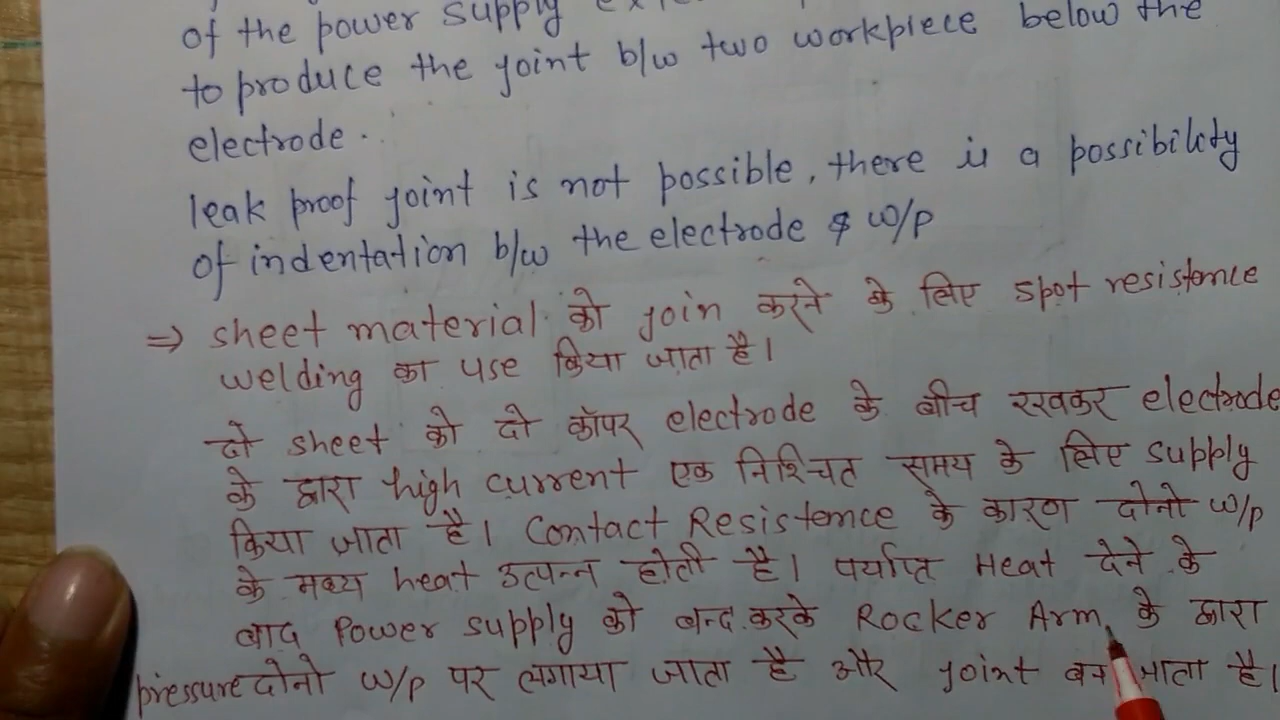 of the power supply
to produce the joint b/w two workpiece below the
electrode.
leak proof joint is not possible, there is a possibility
of indentation b/w the electrode & w/p
⇒ sheet material को join करने के लिए spot resistence
welding का use किया जाता है।
दो sheet को दो कॉपर electrode के बीच रखकर electrode
के द्वारा high current एक निश्चित समय के लिए supply
किया जाता है। Contact Resistence के कारण दोनो w/p
के मध्य heat उत्पन्न होती है। पर्याप्त Heat देने के
बाद Power supply को बन्द करके Rocker Arm के द्वारा
pressure दोनो w/p पर लगाया जाता है और joint बन जाता है।